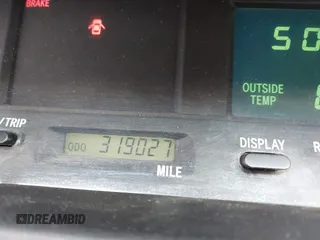 BRAKE
50
OUTSIDE
TEMP
/TRIP
ODO 319027
MILE
DISPLAY
R
DREAMBID